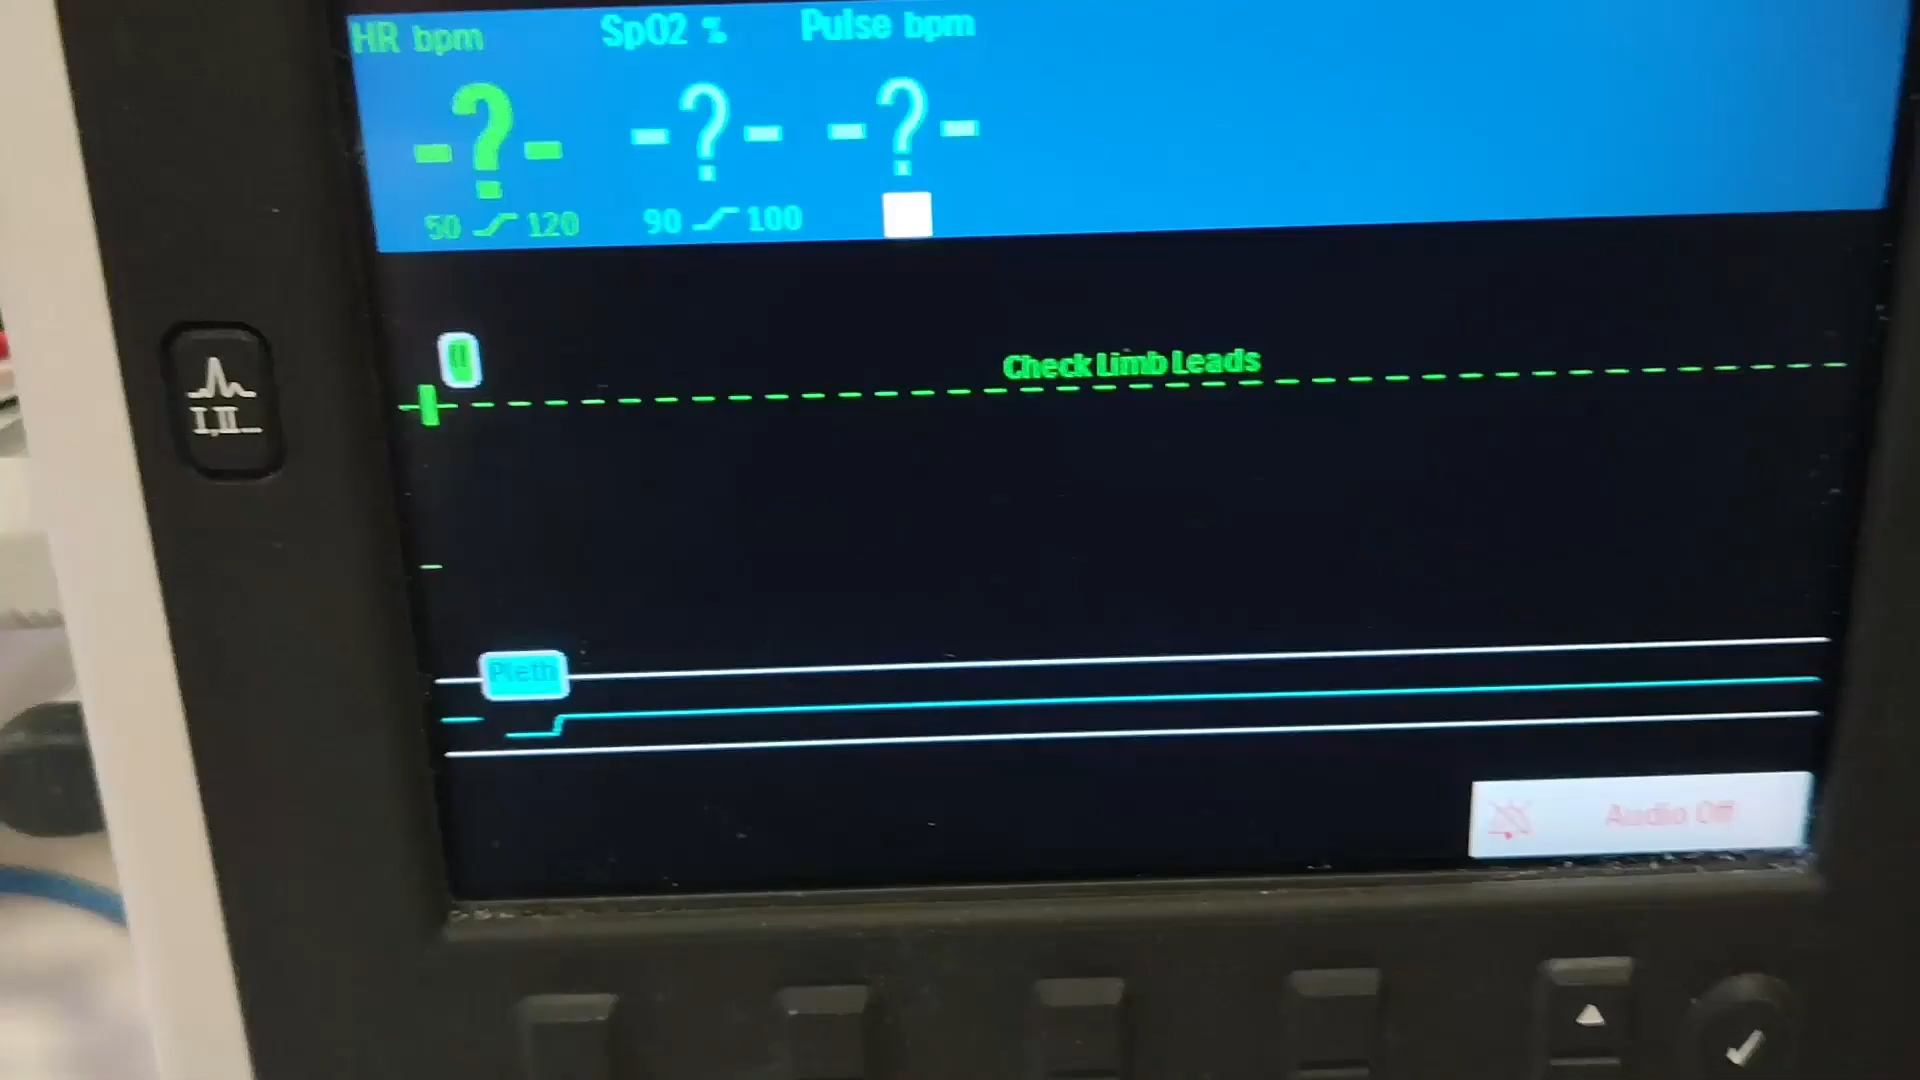 HR bpm SpO2 % Pulse bpm
-?- -?- -?-
50 120 90 100
II
Check Limb Leads
I,II...
Pleth
Audio Off